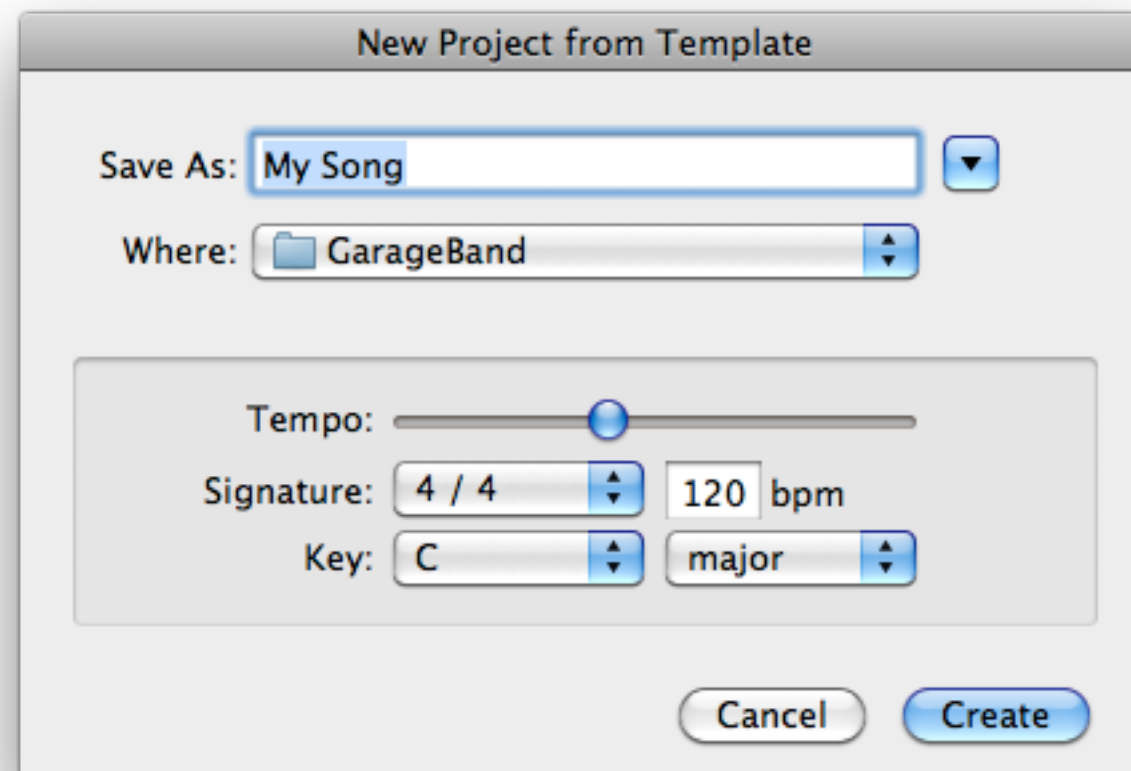 New Project from Template
Save As: My Song
Where: GarageBand
Tempo:
Signature: 4 / 4 120 bpm
Key: C major
Cancel Create